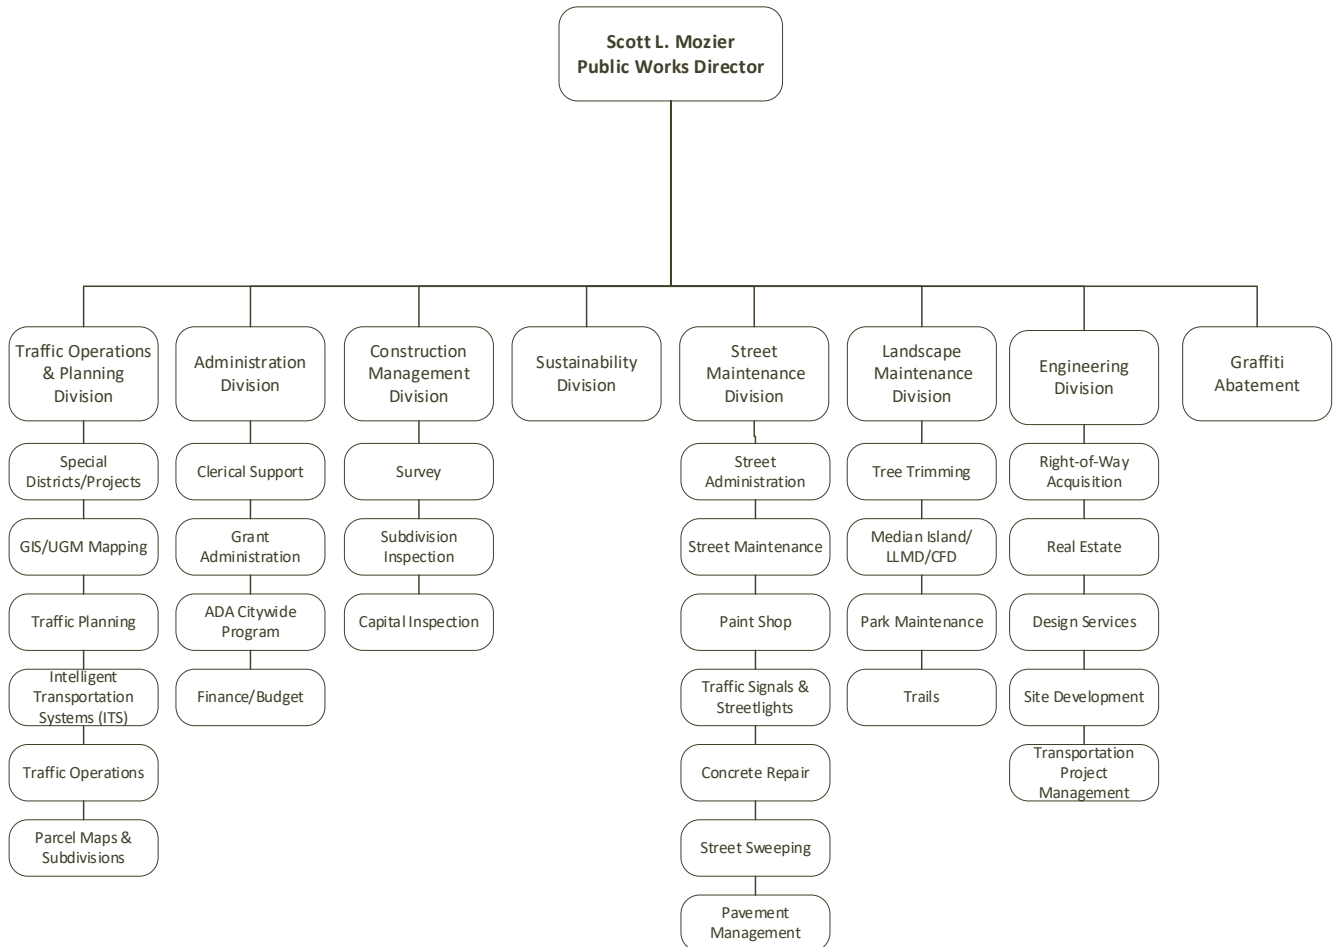 Scott L. Mozier
Public Works Director
Traffic Operations
& Planning
Division
Administration
Division
Construction
Management
Division
Sustainability
Division
Street
Maintenance
Division
Landscape
Maintenance
Division
Engineering
Division
Graffiti
Abatement
Special
Districts/Projects
GIS/UGM Mapping
Traffic Planning
Intelligent
Transportation
Systems (ITS)
Traffic Operations
Parcel Maps &
Subdivisions
Clerical Support
Grant
Administration
ADA Citywide
Program
Finance/Budget
Survey
Subdivision
Inspection
Capital Inspection
Street
Administration
Street Maintenance
Paint Shop
Traffic Signals &
Streetlights
Concrete Repair
Street Sweeping
Pavement
Management
Tree Trimming
Median Island/
LLMD/CFD
Park Maintenance
Trails
Right-of-Way
Acquisition
Real Estate
Design Services
Site Development
Transportation
Project
Management